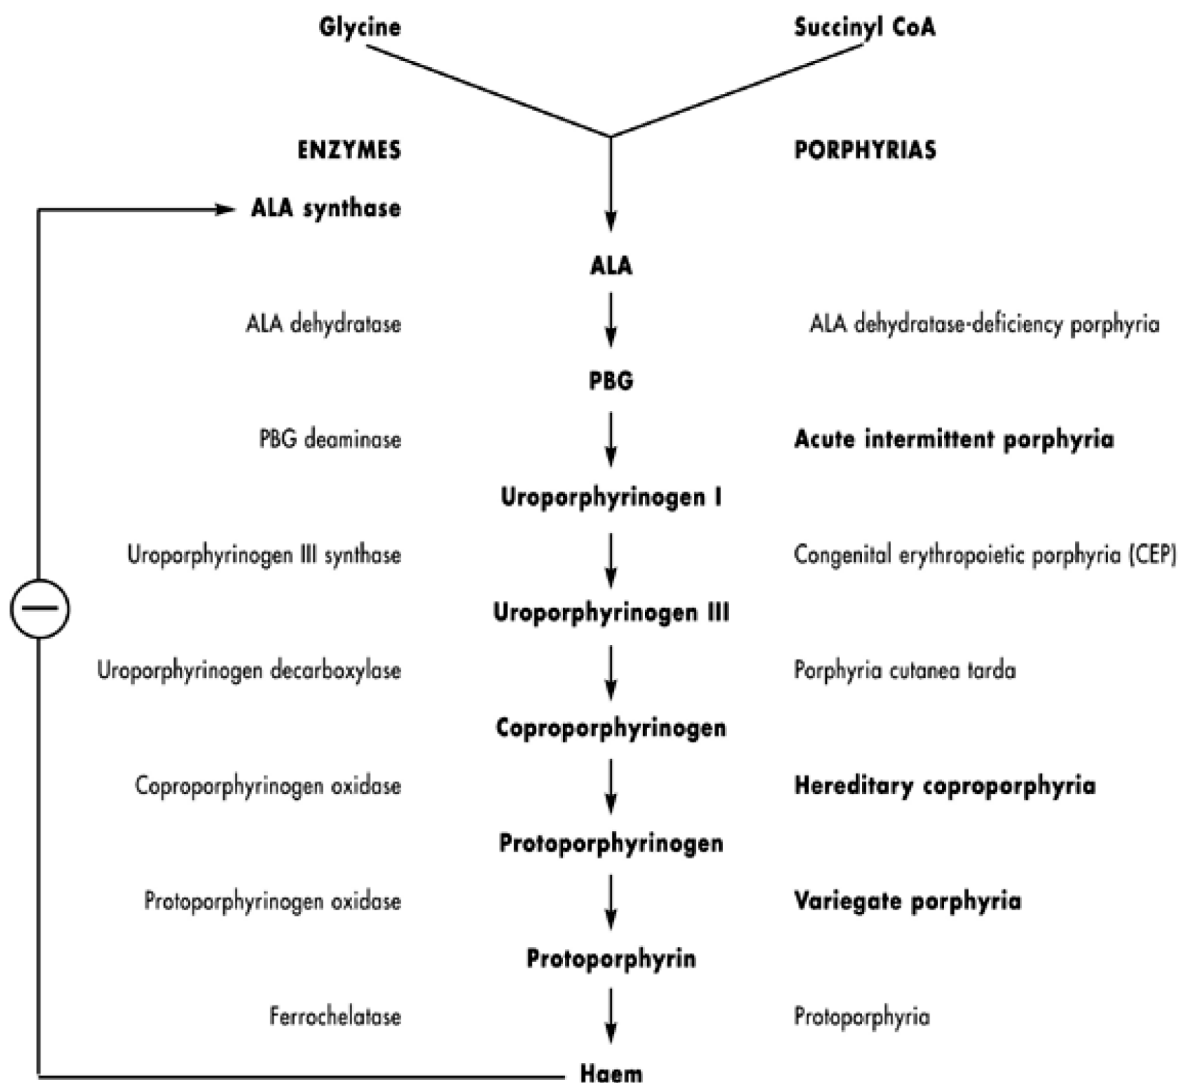 Glycine Succinyl CoA
ENZYMES PORPHYRIAS
ALA synthase
ALA
ALA dehydratase ALA dehydratase-deficiency porphyria
PBG
PBG deaminase Acute intermittent porphyria
Uroporphyrinogen I
Uroporphyrinogen III synthase Congenital erythropoietic porphyria (CEP)
Uroporphyrinogen III
Uroporphyrinogen decarboxylase Porphyria cutanea tarda
Coproporphyrinogen
Coproporphyrinogen oxidase Hereditary coproporphyria
Protoporphyrinogen
Protoporphyrinogen oxidase Variegate porphyria
Protoporphyrin
Ferrochelatase Protoporphyria
Haem